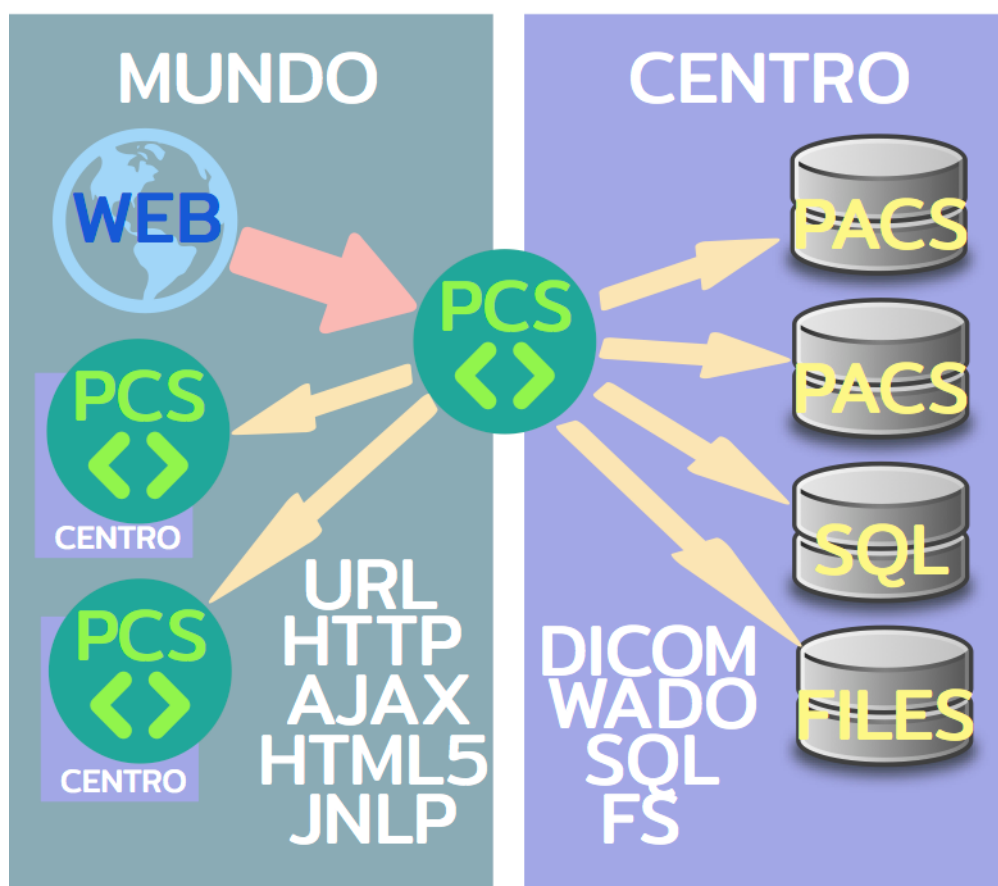 MUNDO
WEB
PCS
PCS
CENTRO
PCS
CENTRO
URL
HTTP
AJAX
HTML5
JNLP
CENTRO
PACS
PACS
SQL
FILES
DICOM
WADO
SQL
FS